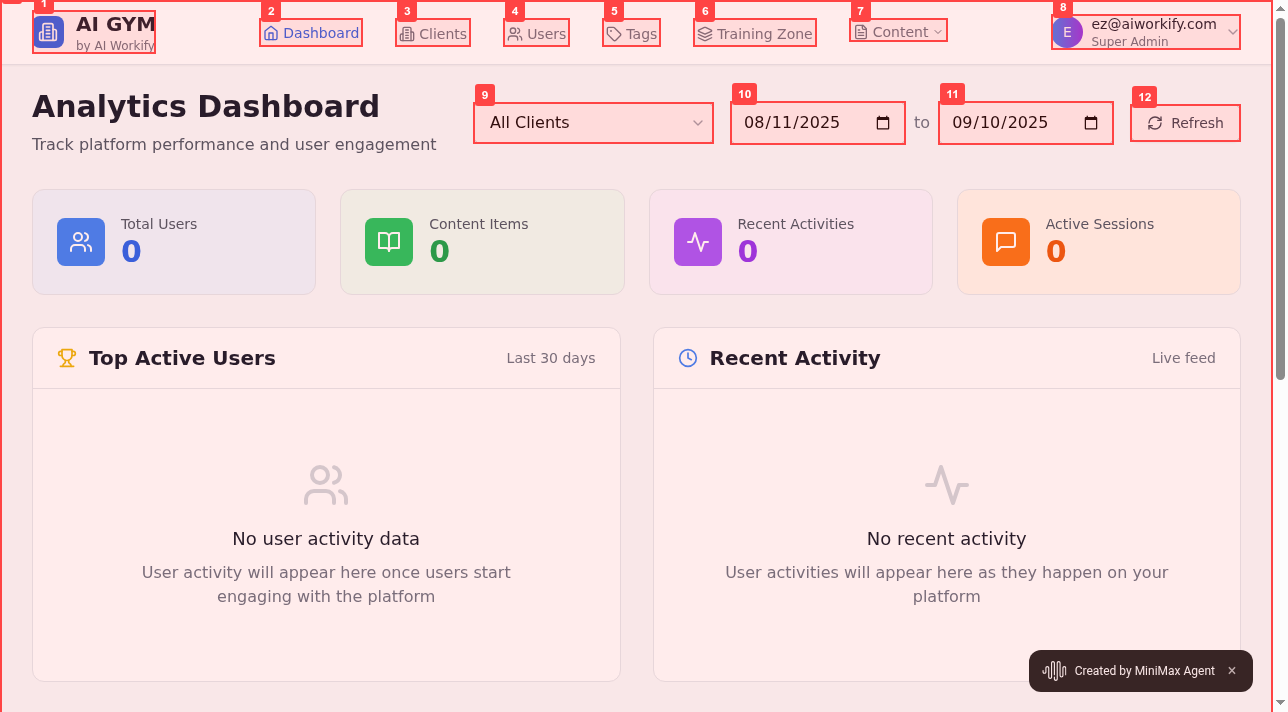 1
AI GYM
by AI Workify
2
Dashboard
3
Clients
4
Users
5
Tags
6
Training Zone
7
Content
8
ez@aiworkify.com
Super Admin
E
Analytics Dashboard
Track platform performance and user engagement
9
All Clients
10
08/11/2025
to
11
09/10/2025
12
Refresh
Total Users
0
Content Items
0
Recent Activities
0
Active Sessions
0
Top Active Users
Last 30 days
No user activity data
User activity will appear here once users start
engaging with the platform
Recent Activity
Live feed
No recent activity
User activities will appear here as they happen on your
platform
Created by MiniMax Agent ×